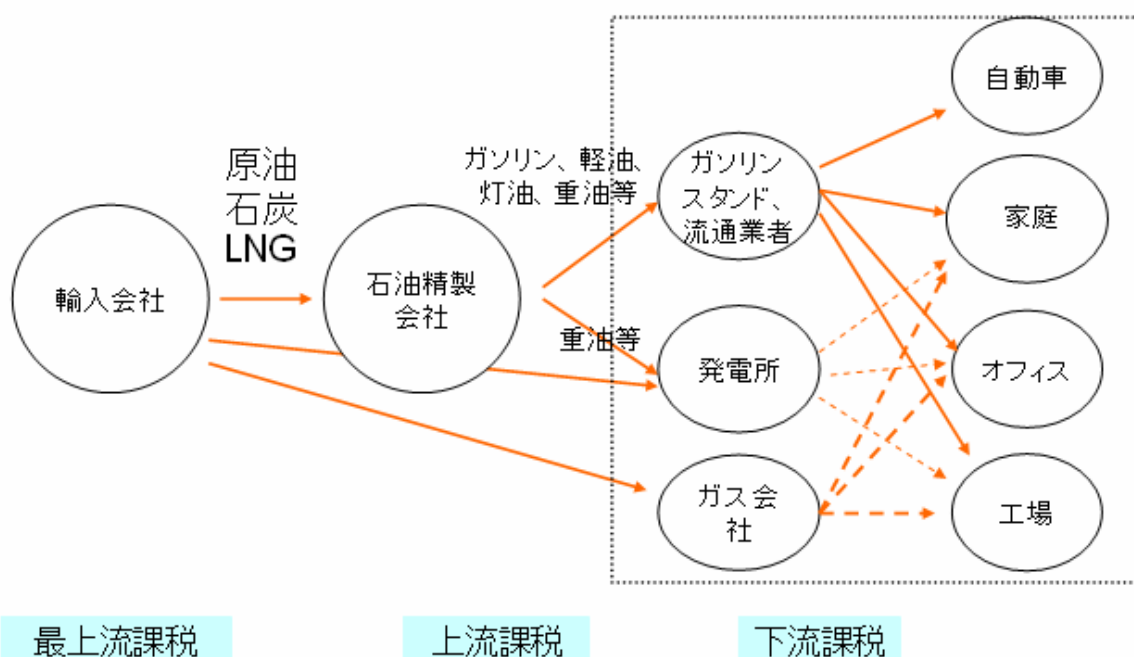 輸入会社
原油
石炭
LNG
石油精製
会社
ガソリン、軽油、
灯油、重油等
重油等
ガソリン
スタンド、
流通業者
発電所
ガス会
社
自動車
家庭
オフィス
工場
最上流課税
上流課税
下流課税